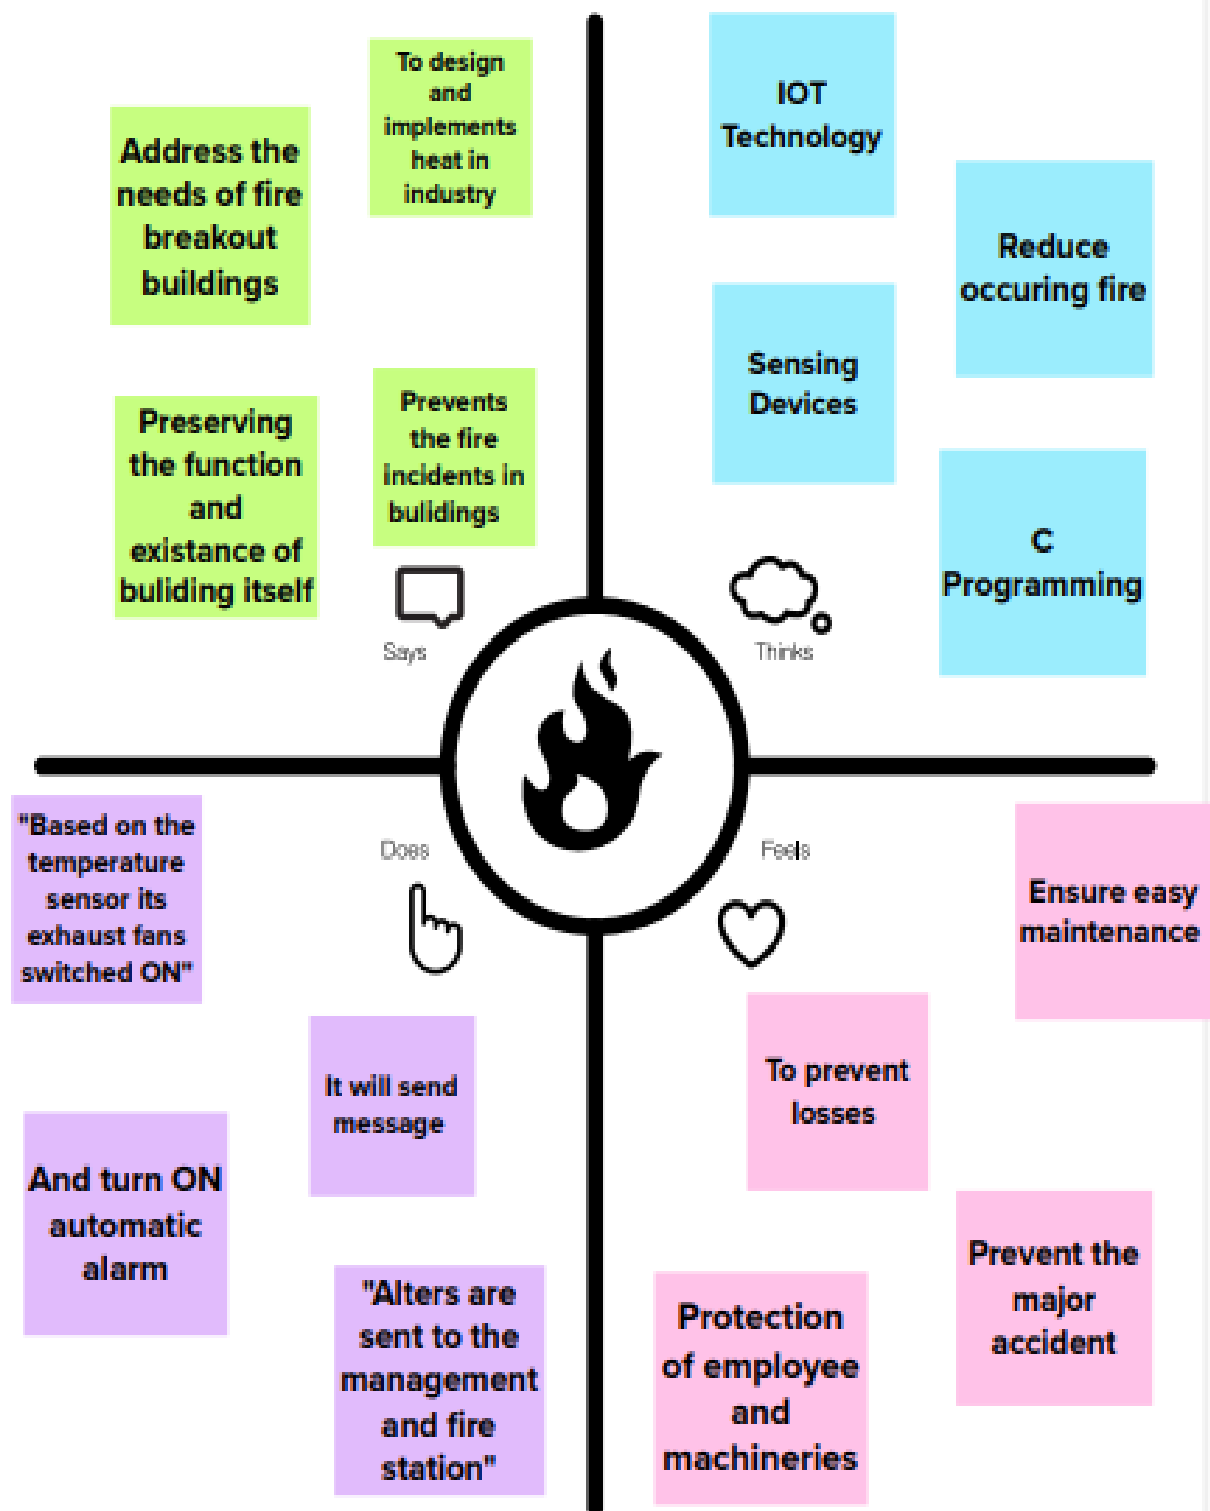 To design
and
implements
heat in
industry
Address the
needs of fire
breakout
buildings
Preserving
the function
and
existance of
buliding itself
Prevents
the fire
incidents in
bulidings
Says
IOT
Technology
Reduce
occuring fire
Sensing
Devices
C
Programming
Thinks
"Based on the
temperature
sensor its
exhaust fans
switched ON"
Does
It will send
message
And turn ON
automatic
alarm
"Alters are
sent to the
management
and fire
station"
Feels
Ensure easy
maintenance
To prevent
losses
Prevent the
major
accident
Protection
of employee
and
machineries